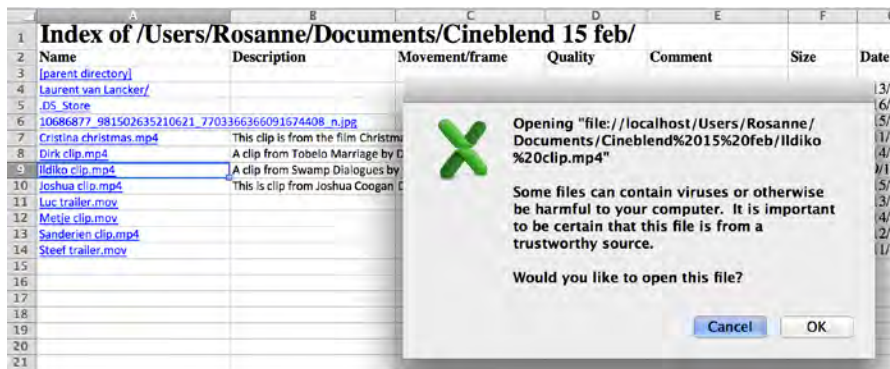 A B C D E F
1 Index of /Users/Rosanne/Documents/Cineblend 15 feb/
2 Name Description Movement/frame Quality Comment Size Date
3 [parent directory]
4 Laurent van Lancker/
5 .DS_Store
6 10686877_981502635210621_7703366366091674408_n.jpg
7 Cristina christmas.mp4 This clip is from the film Christm
8 Dirk clip.mp4 A clip from Tobelo Marriage by D
9 Ildiko clip.mp4 A clip from Swamp Dialogues by
10 Joshua clip.mp4 This is clip from Joshua Coogan D
11 Luc trailer.mov
12 Metje clip.mp4
13 Sanderien clip.mp4
14 Steef trailer.mov
15
16
17
18
19
20
21
Opening "file://localhost/Users/Rosanne/
Documents/Cineblend%2015%20feb/Ildiko
%20clip.mp4"
Some files can contain viruses or otherwise
be harmful to your computer. It is important
to be certain that this file is from a
trustworthy source.
Would you like to open this file?
Cancel OK